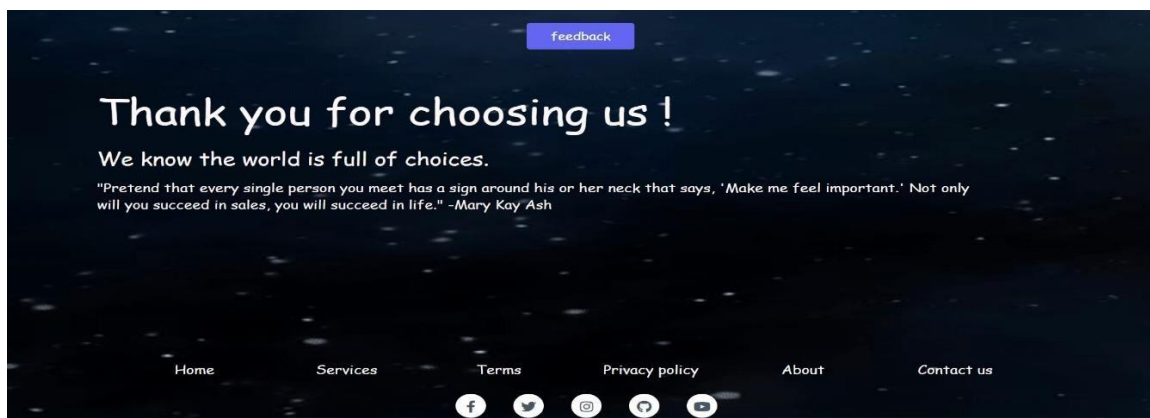 feedback
Thank you for choosing us !
We know the world is full of choices.
"Pretend that every single person you meet has a sign around his or her neck that says, 'Make me feel important.' Not only
will you succeed in sales, you will succeed in life." -Mary Kay Ash
Home Services Terms Privacy policy About Contact us